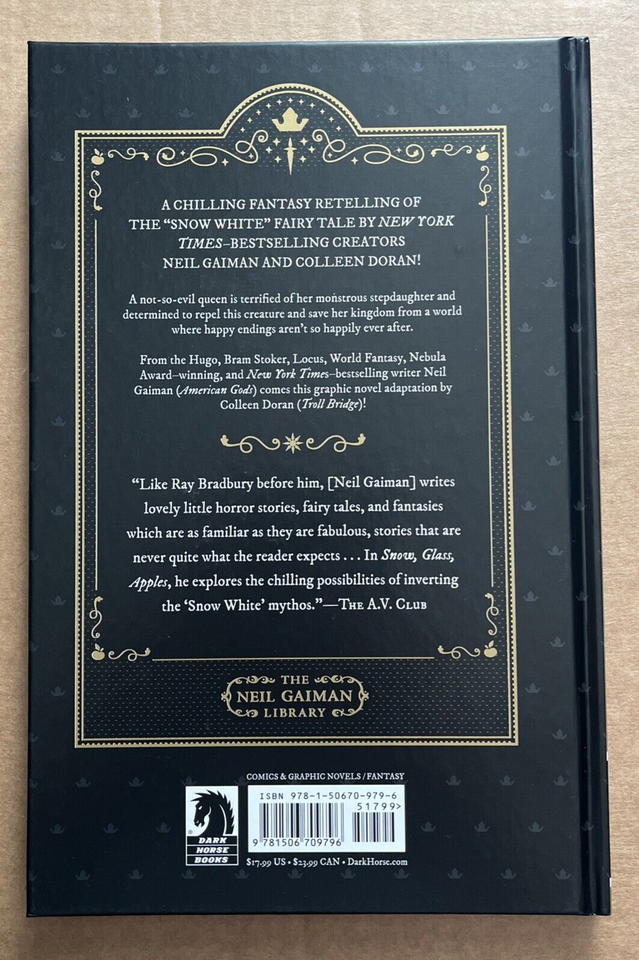 A CHILLING FANTASY RETELLING OF
THE “SNOW WHITE” FAIRY TALE BY NEW YORK
TIMES–BESTSELLING CREATORS
NEIL GAIMAN AND COLLEEN DORAN!
A not-so-evil queen is terrified of her monstrous stepdaughter and
determined to repel this creature and save her kingdom from a world
where happy endings aren’t so happily ever after.
From the Hugo, Bram Stoker, Locus, World Fantasy, Nebula
Award–winning, and New York Times–bestselling writer Neil
Gaiman (American Gods) comes this graphic novel adaptation by
Colleen Doran (Troll Bridge)!
“Like Ray Bradbury before him, [Neil Gaiman] writes
lovely little horror stories, fairy tales, and fantasies
which are as familiar as they are fabulous, stories that are
never quite what the reader expects . . . In Snow, Glass,
Apples, he explores the chilling possibilities of inverting
the ‘Snow White’ mythos.”—THE A.V. CLUB
THE
NEIL GAIMAN
LIBRARY
COMICS & GRAPHIC NOVELS / FANTASY
ISBN 978-1-50670-979-6
51799>
9 781506 709796
DARK
HORSE
BOOKS
$17.99 US • $23.99 CAN • DarkHorse.com